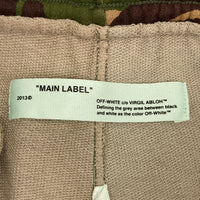 "MAIN LABEL"
2013©
OFF-WHITE c/o VIRGIL ABLOH™
Defining the grey area between black
and white as the color Off-White™